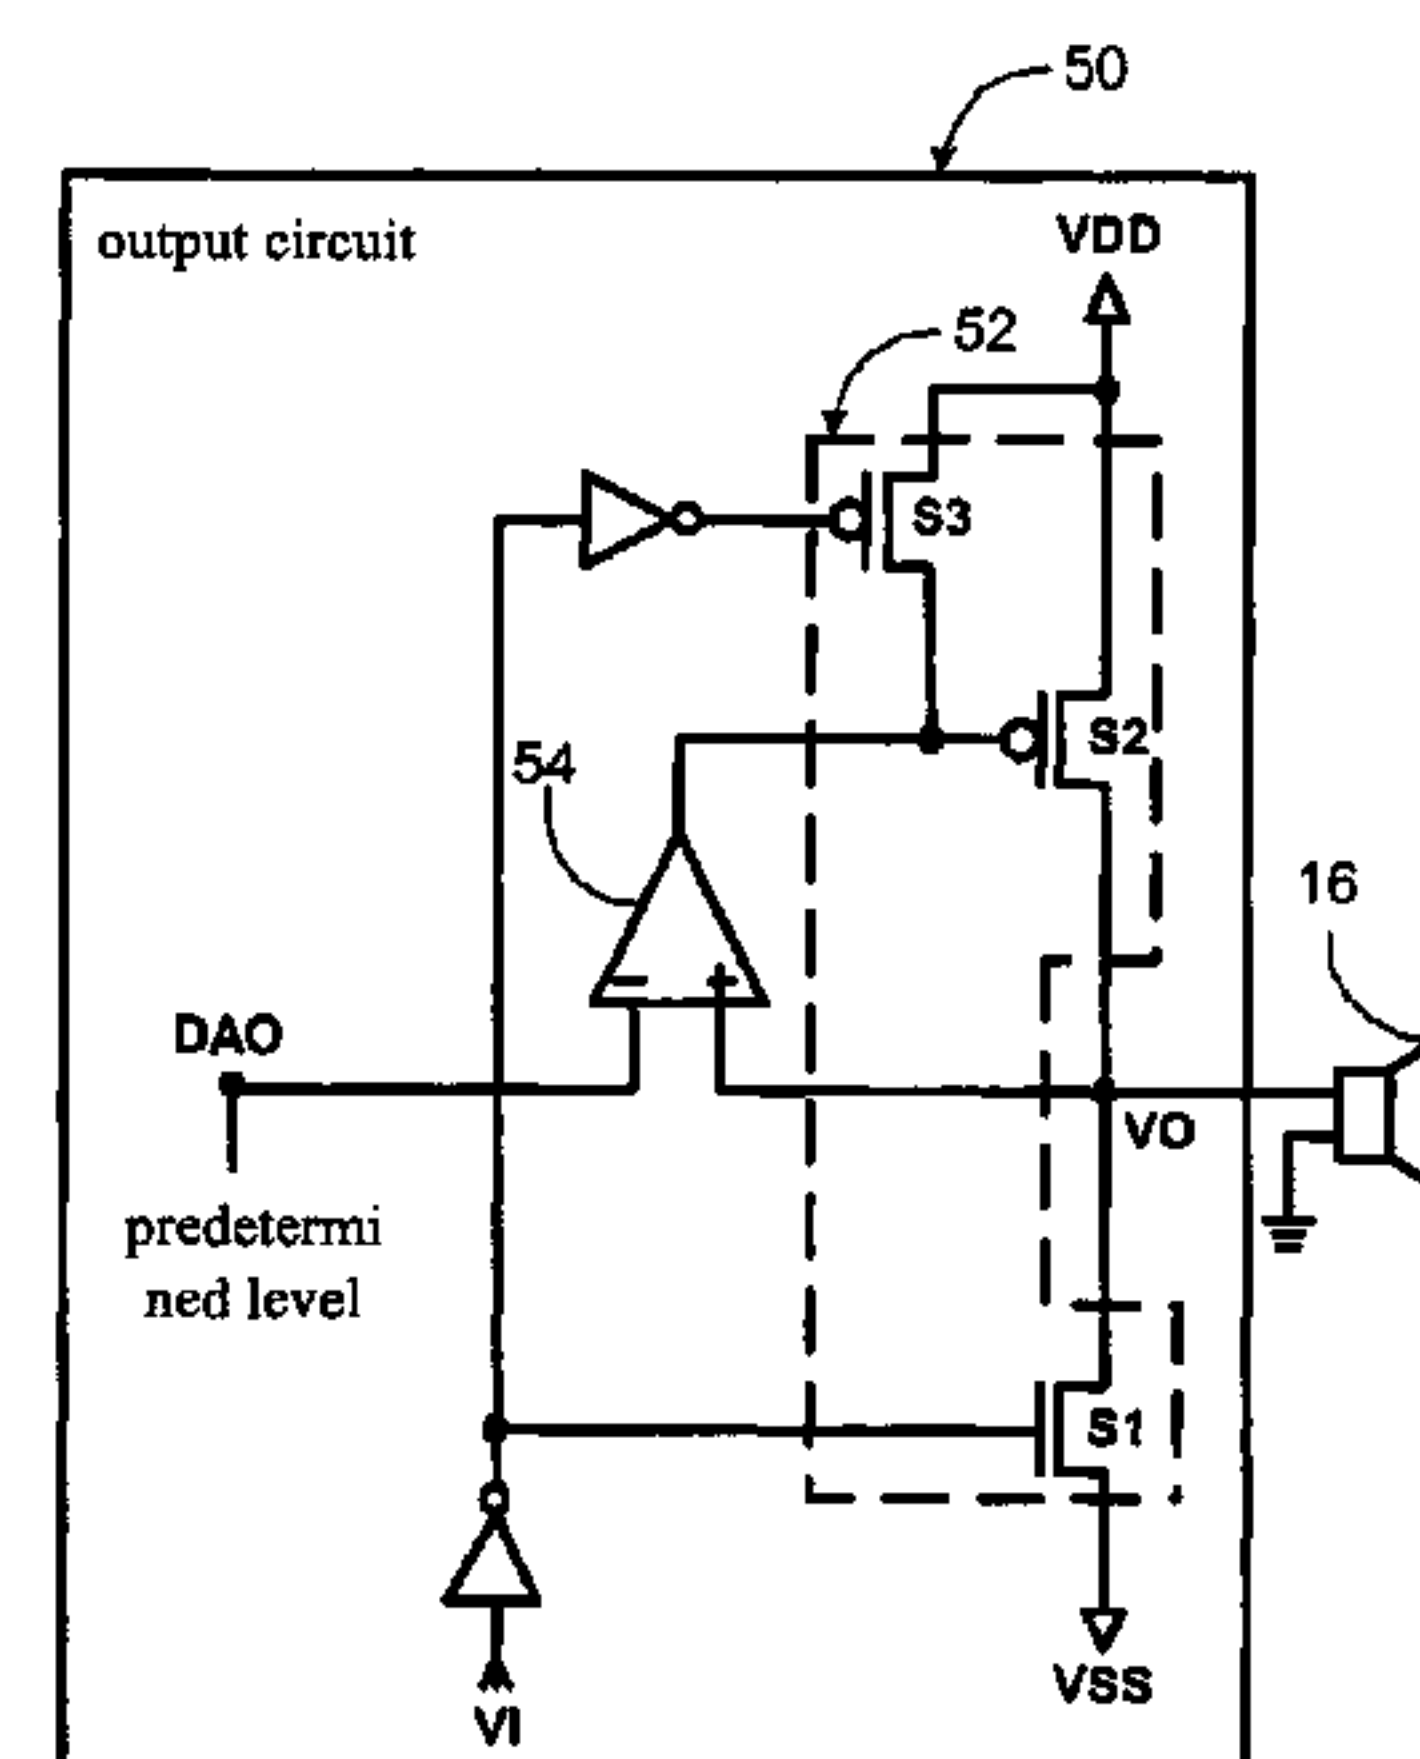 50
output circuit
VDD
52
S3
S2
54
16
DAO
VO
predetermi
ned level
S1
VSS
VI